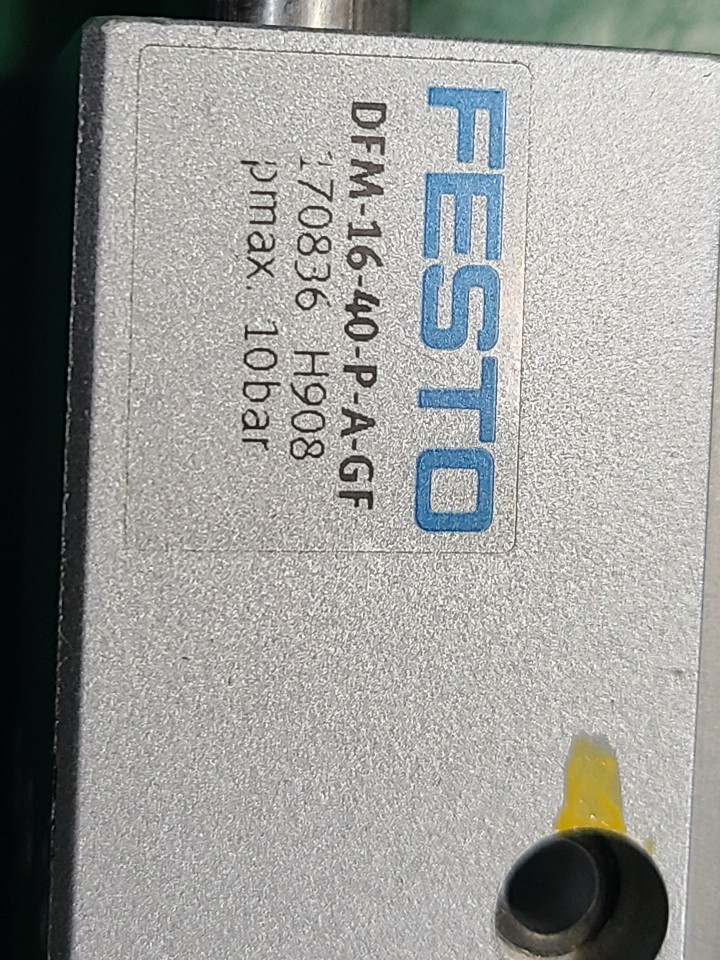 FESTO
DFM-16-40-P-A-GF
170836 H908
pmax. 10bar